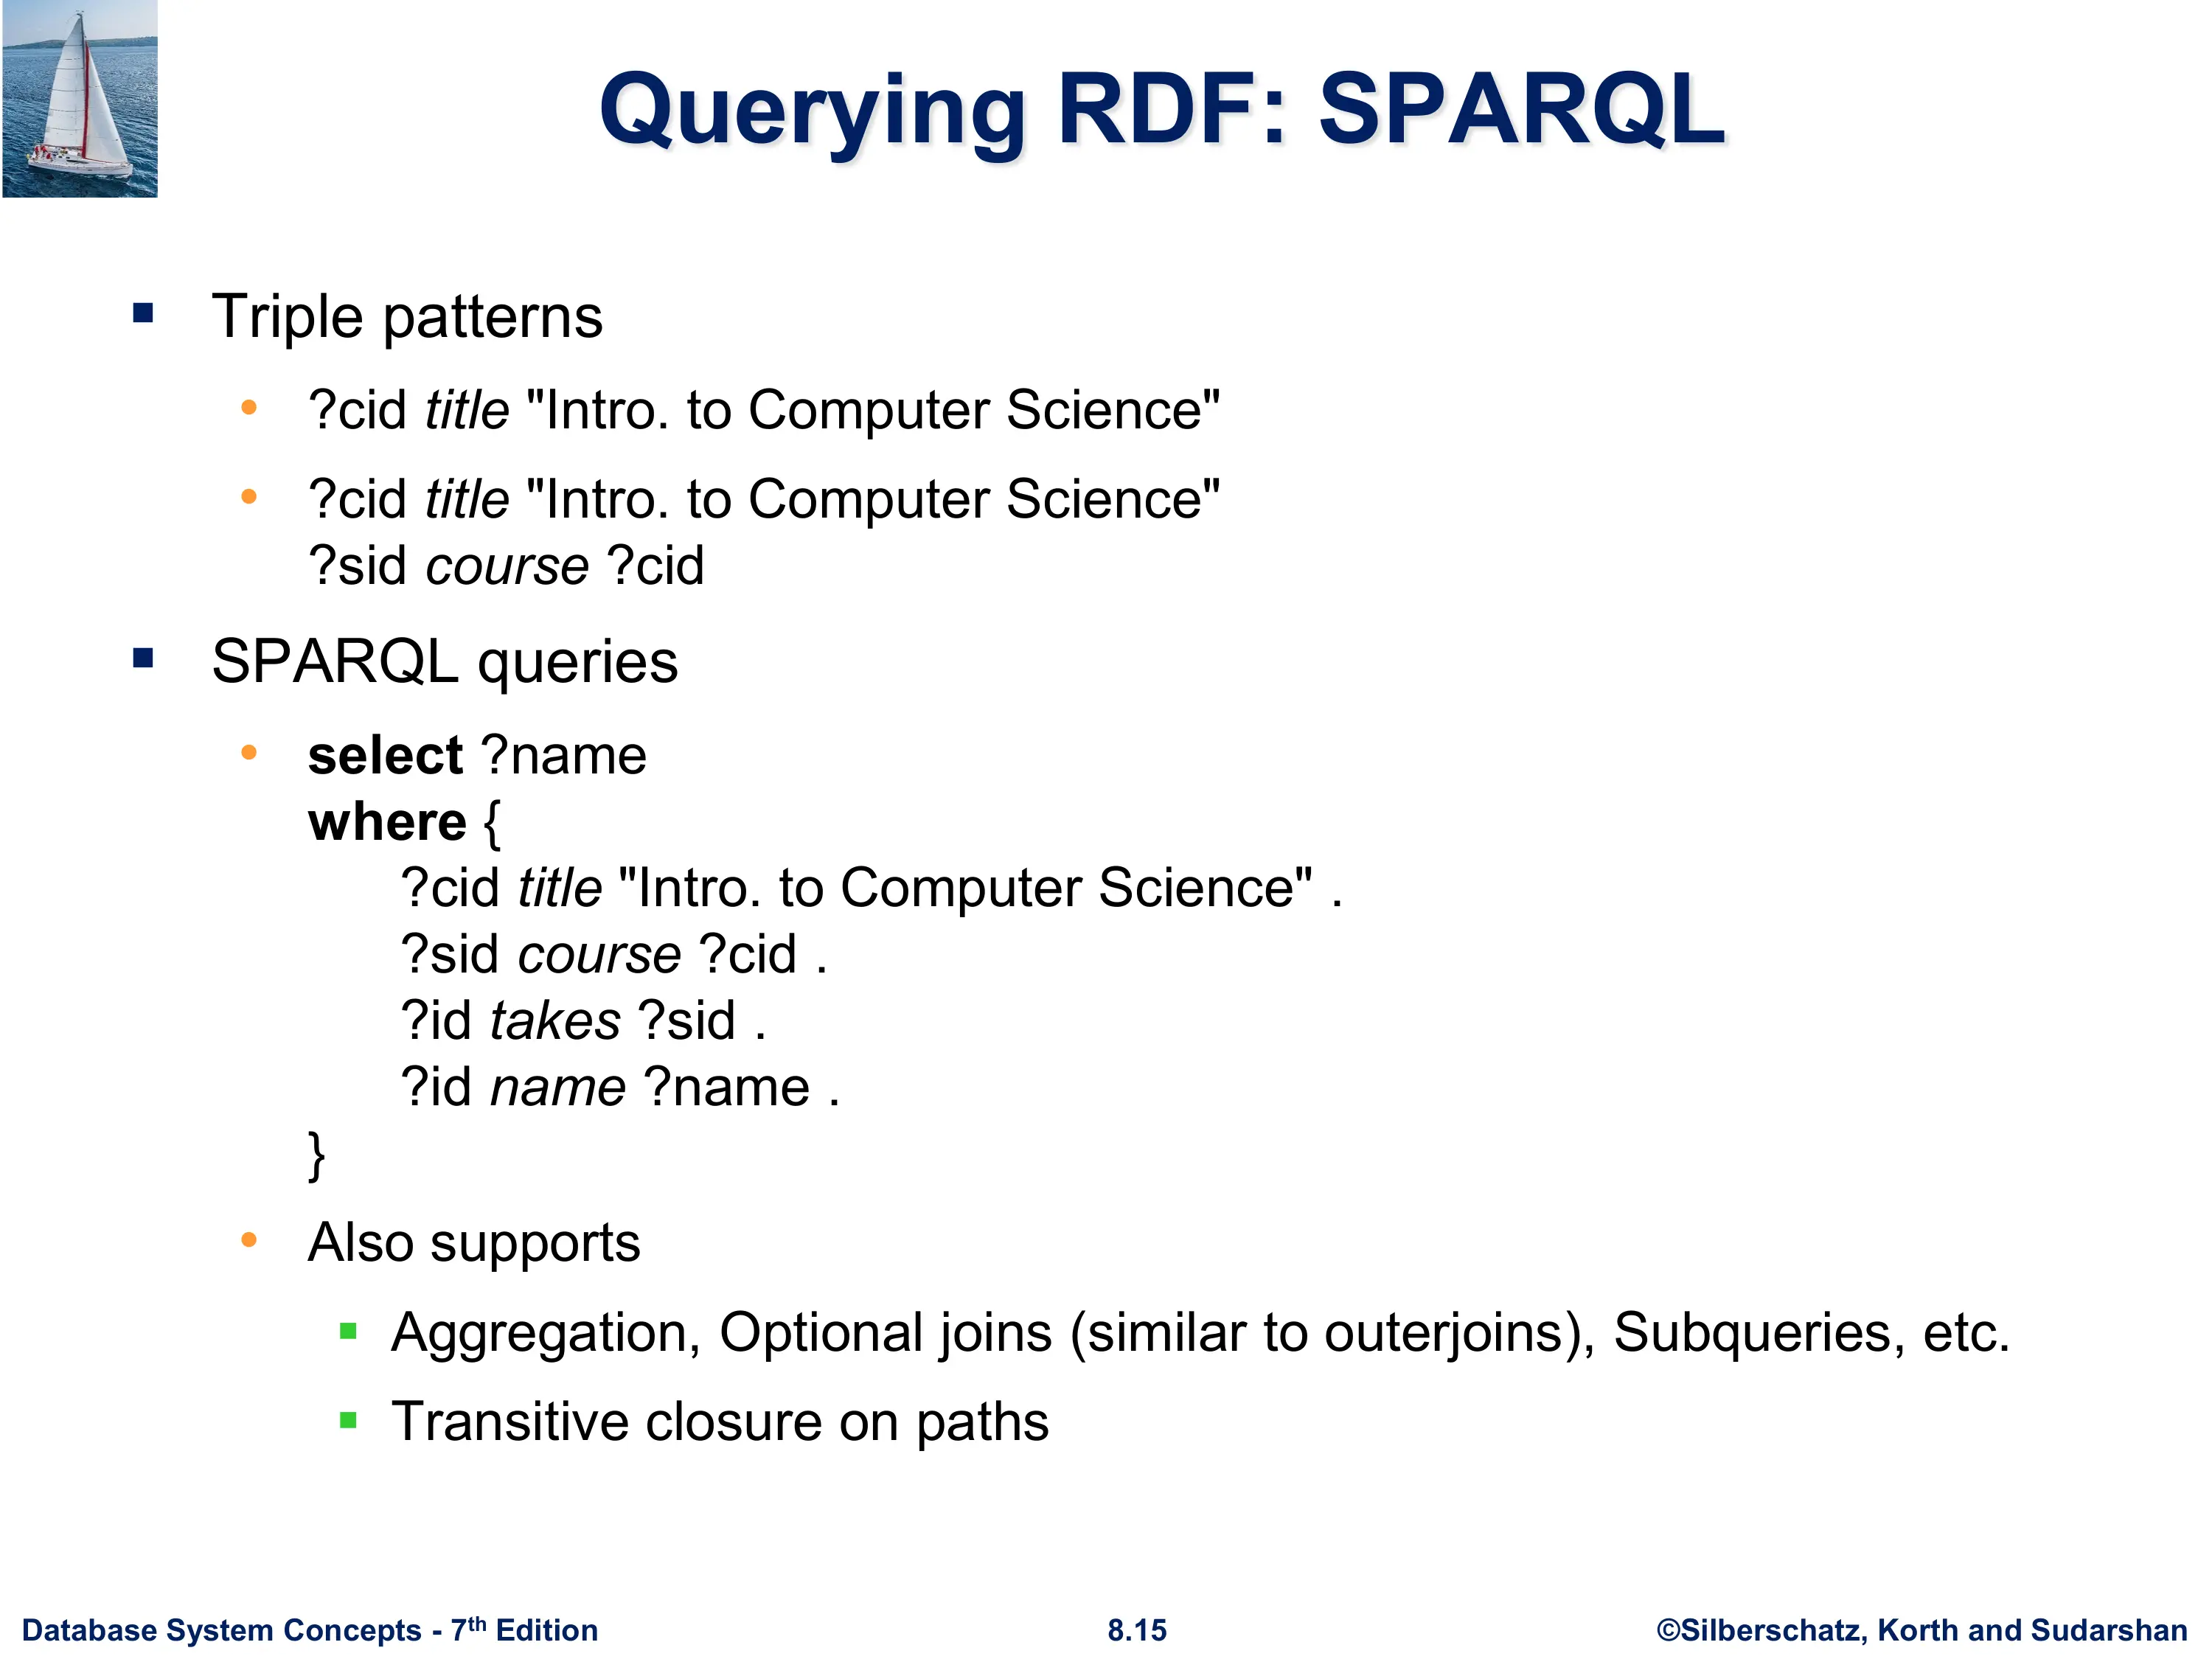 Querying RDF: SPARQL
▪ Triple patterns
• ?cid title "Intro. to Computer Science"
• ?cid title "Intro. to Computer Science"
?sid course ?cid
▪ SPARQL queries
• select ?name
where {
?cid title "Intro. to Computer Science" .
?sid course ?cid .
?id takes ?sid .
?id name ?name .
}
• Also supports
▪ Aggregation, Optional joins (similar to outerjoins), Subqueries, etc.
▪ Transitive closure on paths
Database System Concepts - 7th Edition
8.15
©Silberschatz, Korth and Sudarshan